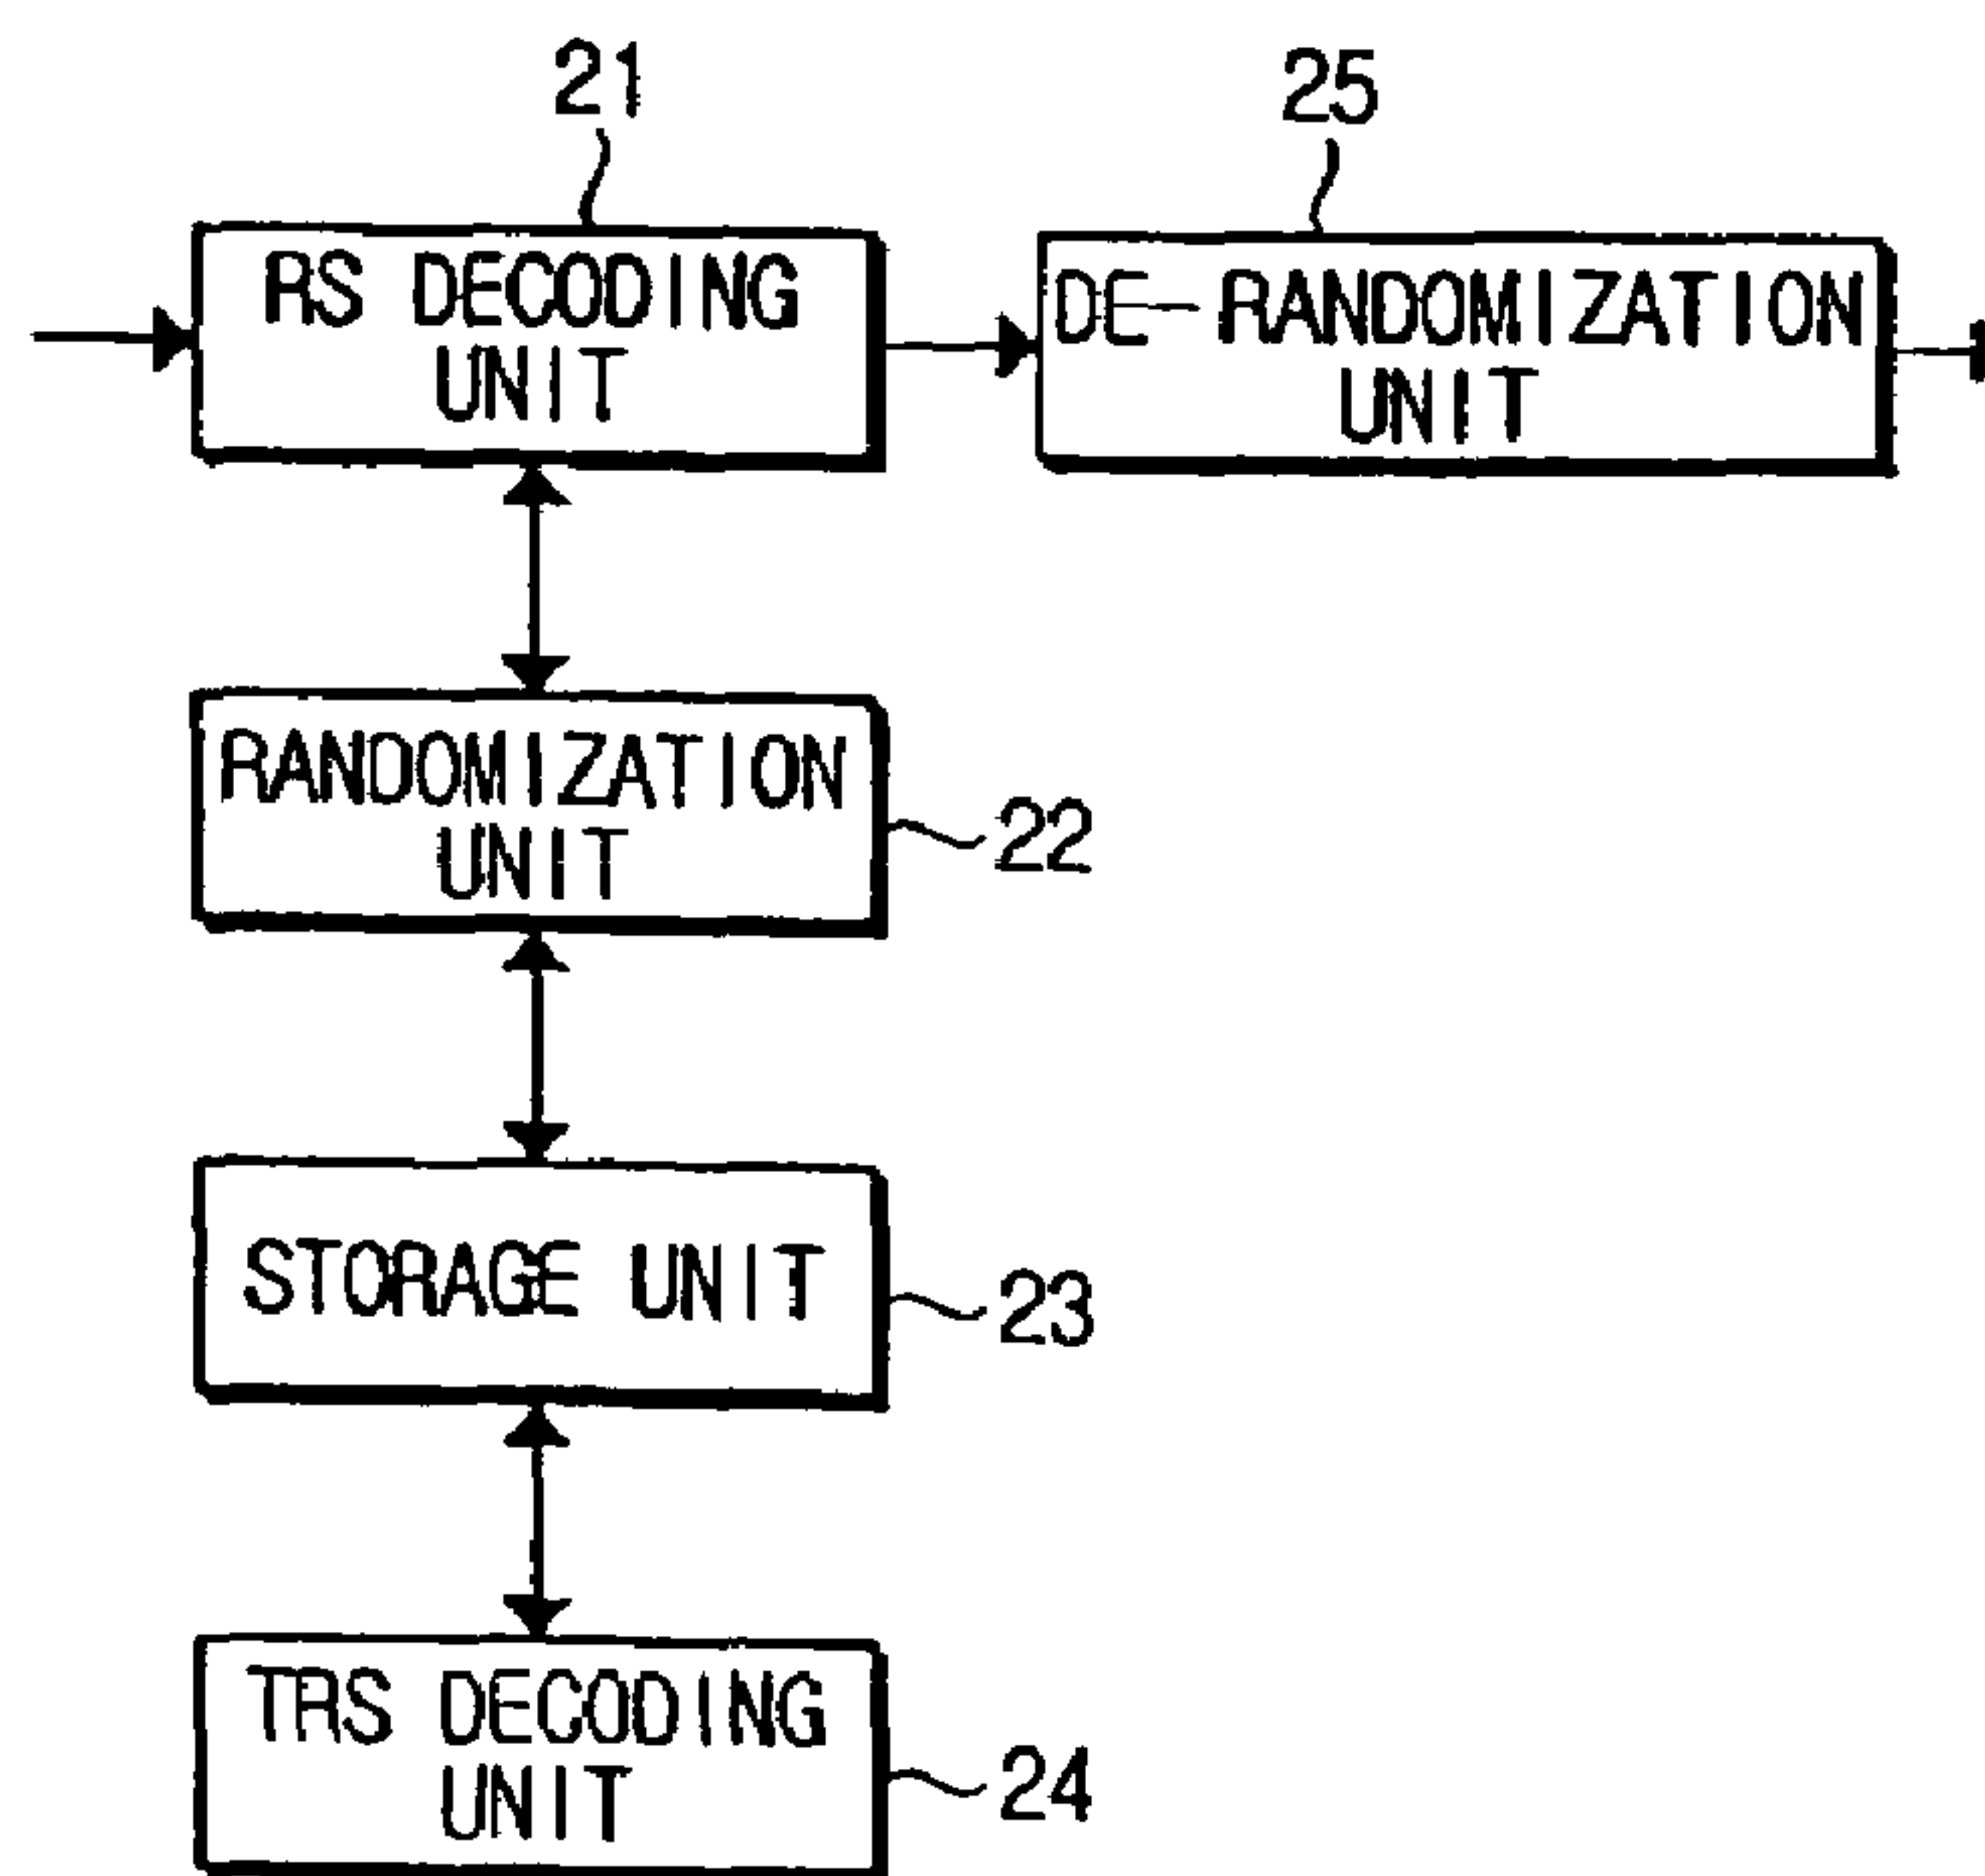 21
25
RS DECODING
UNIT
DE-RANDOMIZATION
UNIT
RANDOMIZATION
UNIT
22
STORAGE UNIT
23
TRS DECODING
UNIT
24